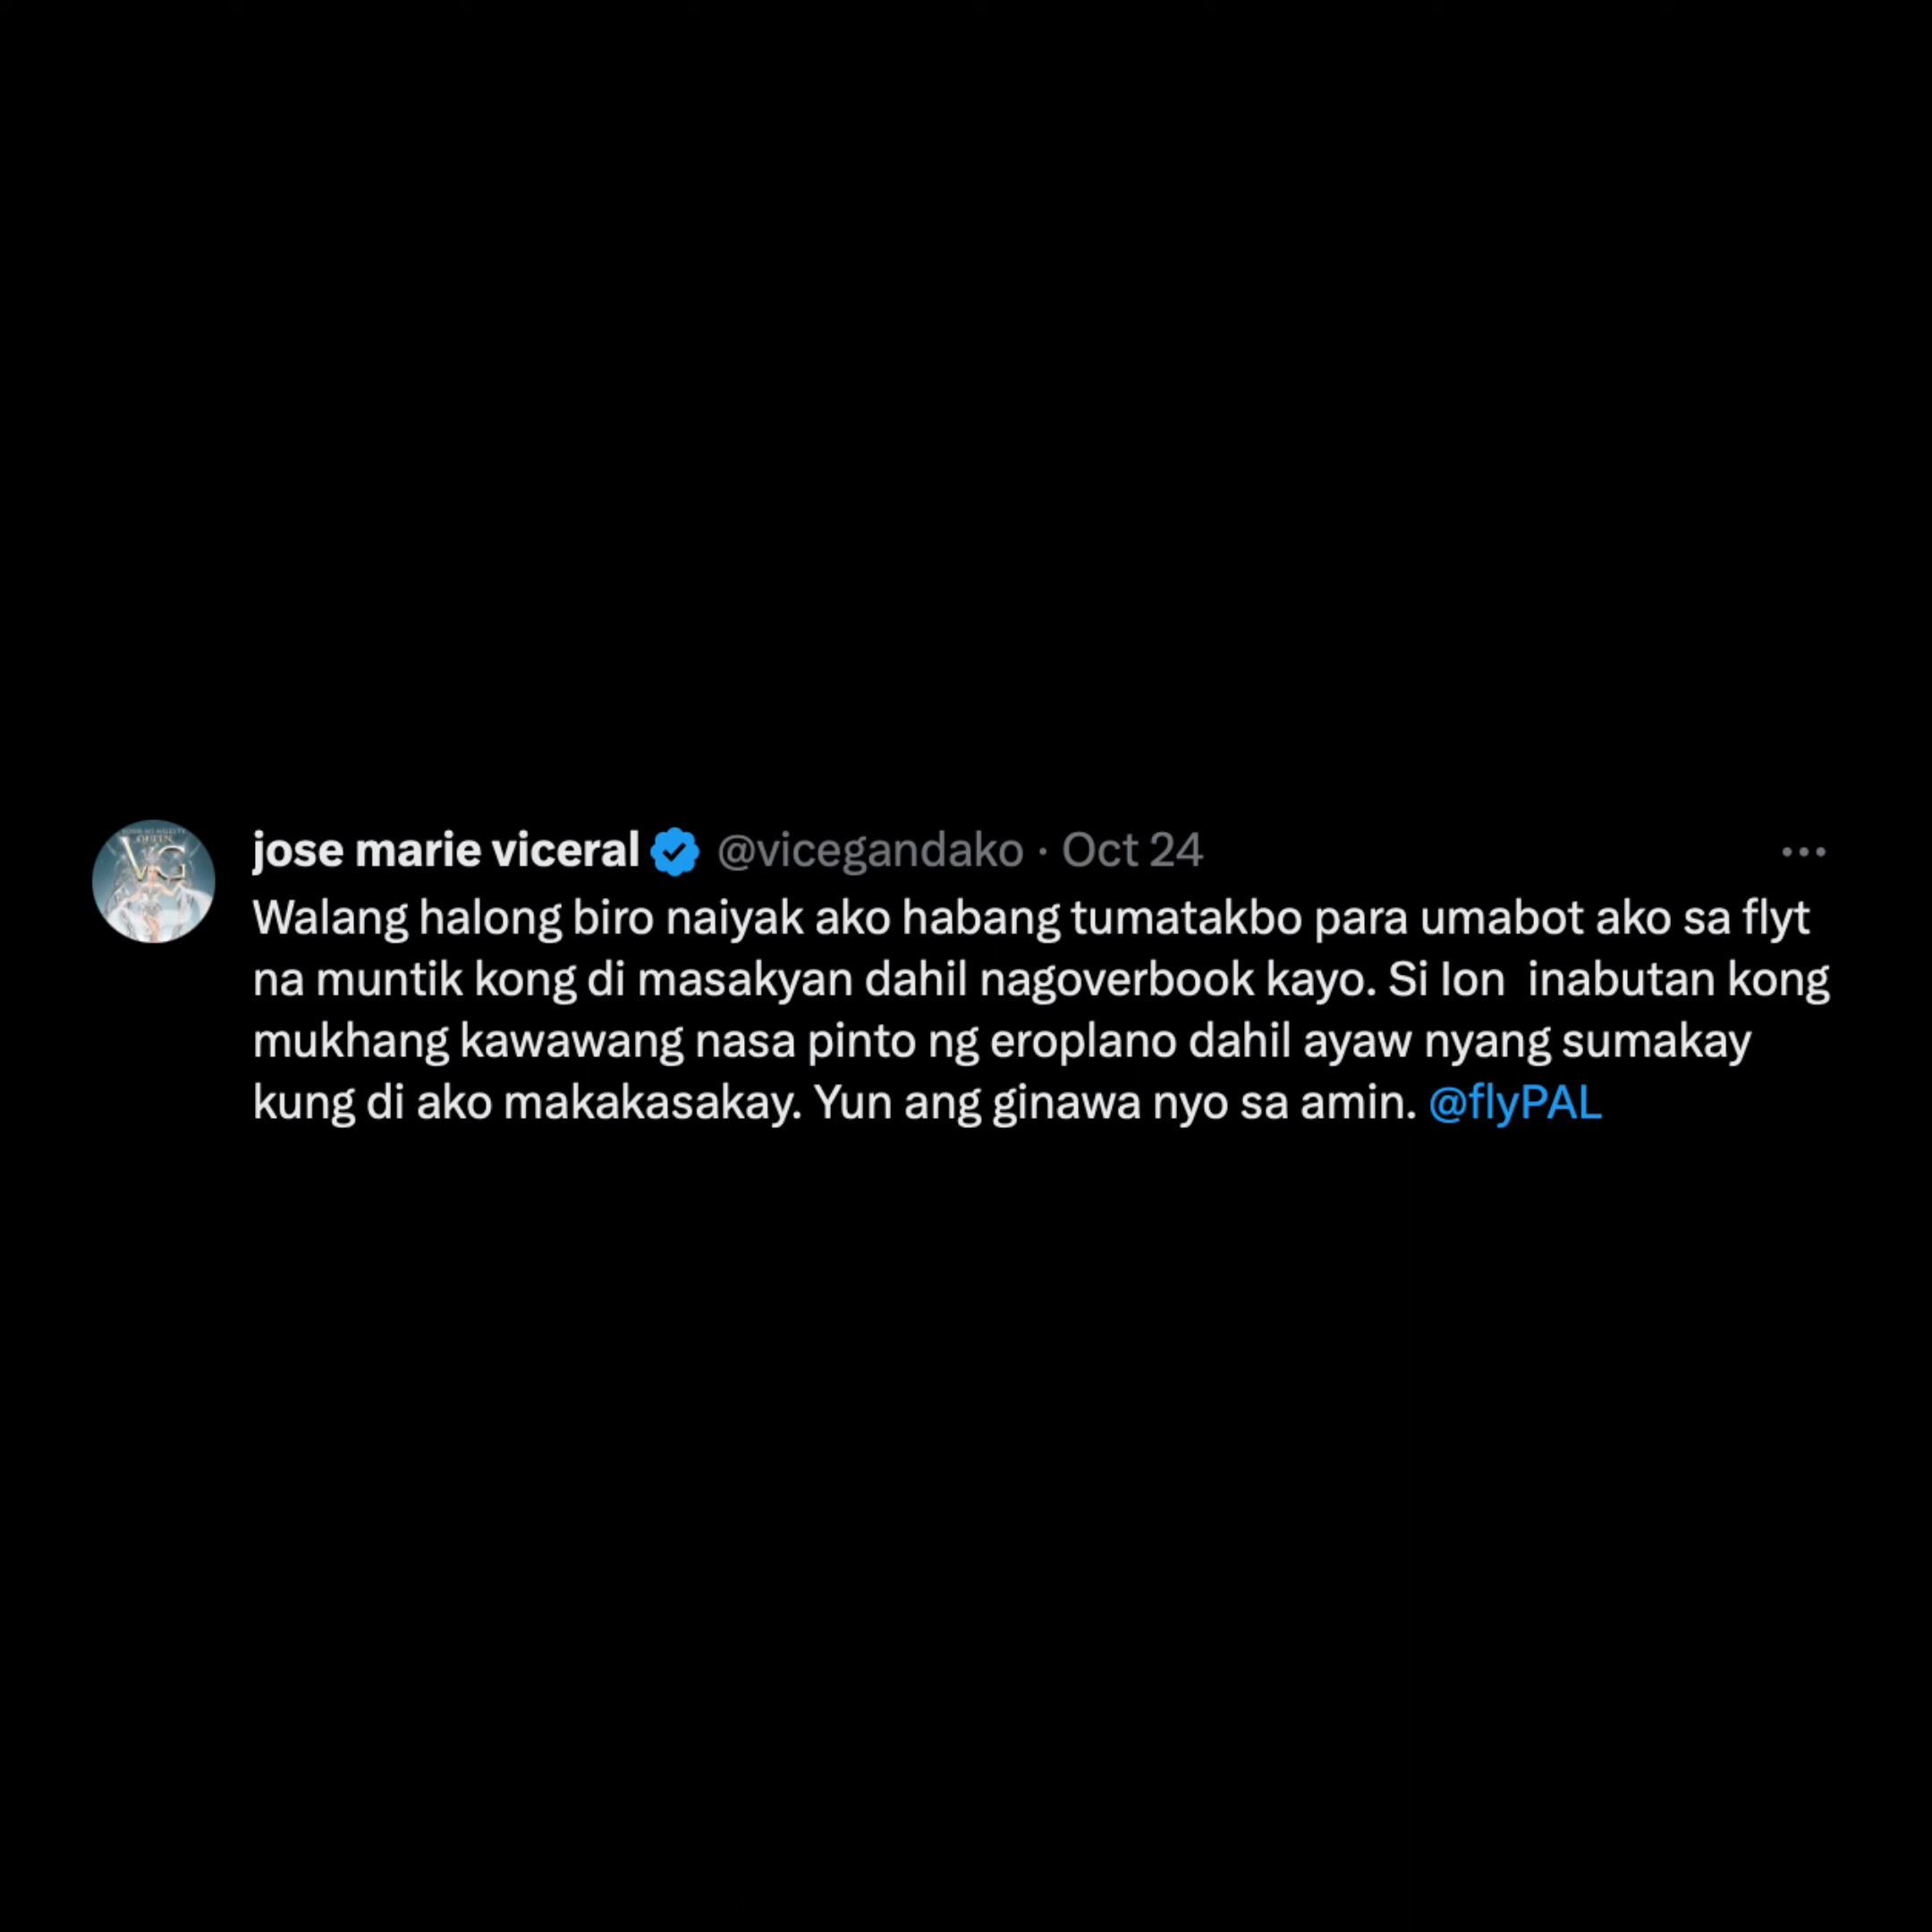 jose marie viceral @vicegandako · Oct 24
Walang halong biro naiyak ako habang tumatakbo para umabot ako sa flyt
na muntik kong di masakyan dahil nagoverbook kayo. Si Ion  inabutan kong
mukhang kawawang nasa pinto ng eroplano dahil ayaw nyang sumakay
kung di ako makakasakay. Yun ang ginawa nyo sa amin. @flyPAL